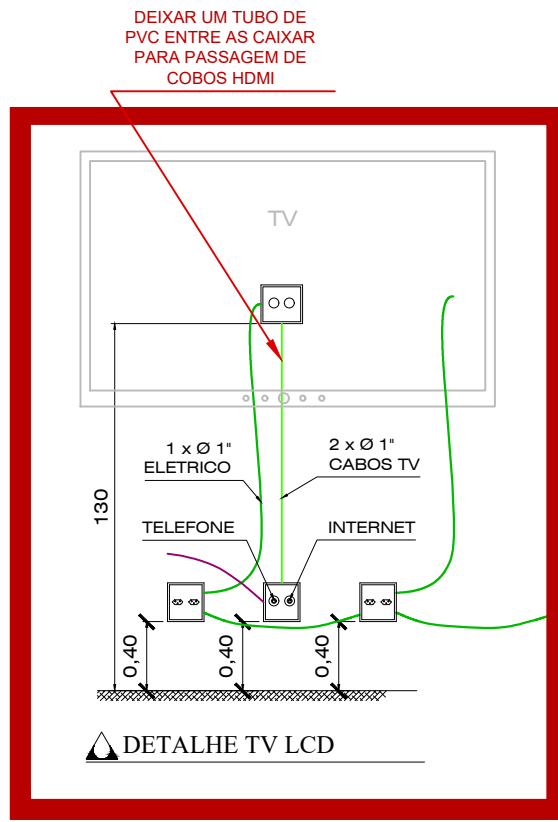 DEIXAR UM TUBO DE
PVC ENTRE AS CAIXAR
PARA PASSAGEM DE
COBOS HDMI
TV
1 x Ø 1"
ELETRICO
2 x Ø 1"
CABOS TV
130
TELEFONE
INTERNET
0,40
0,40
0,40
DETALHE TV LCD